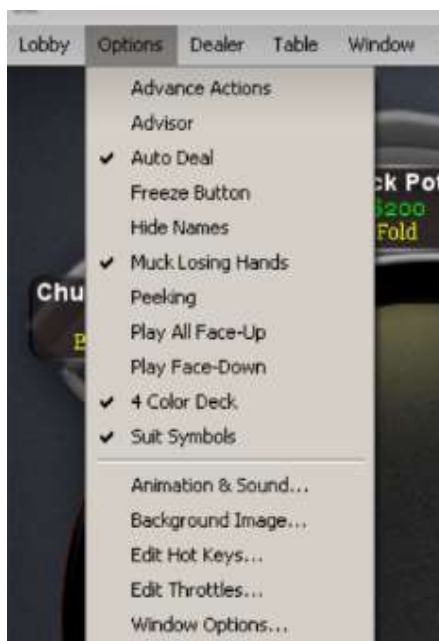 Lobby Options Dealer Table Window
Advance Actions
Advisor
Auto Deal
Freeze Button
Hide Names
Muck Losing Hands
Peeking
Play All Face-Up
Play Face-Down
4 Color Deck
Suit Symbols
Animation & Sound...
Background Image...
Edit Hot Keys...
Edit Throttles...
Window Options...
ck Pot
$200
Fold
Chu